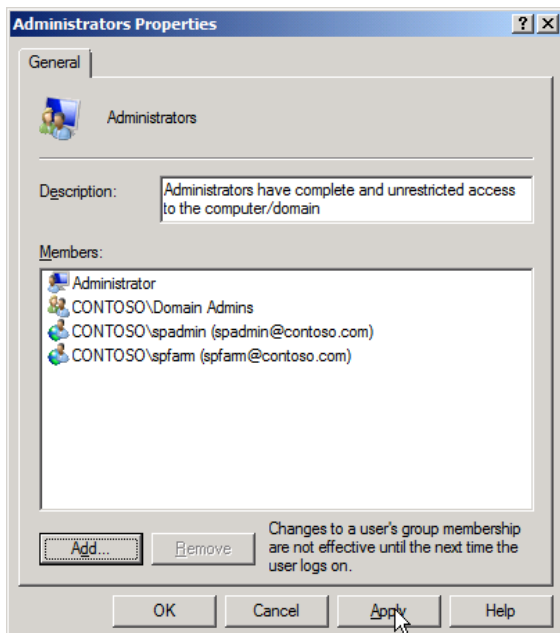 Administrators Properties
General
Administrators
Description:
Administrators have complete and unrestricted access
to the computer/domain
Members:
Administrator
CONTOSO\Domain Admins
CONTOSO\spadmin (spadmin@contoso.com)
CONTOSO\spfarm (spfarm@contoso.com)
Add...
Remove
Changes to a user's group membership
are not effective until the next time the
user logs on.
OK
Cancel
Apply
Help